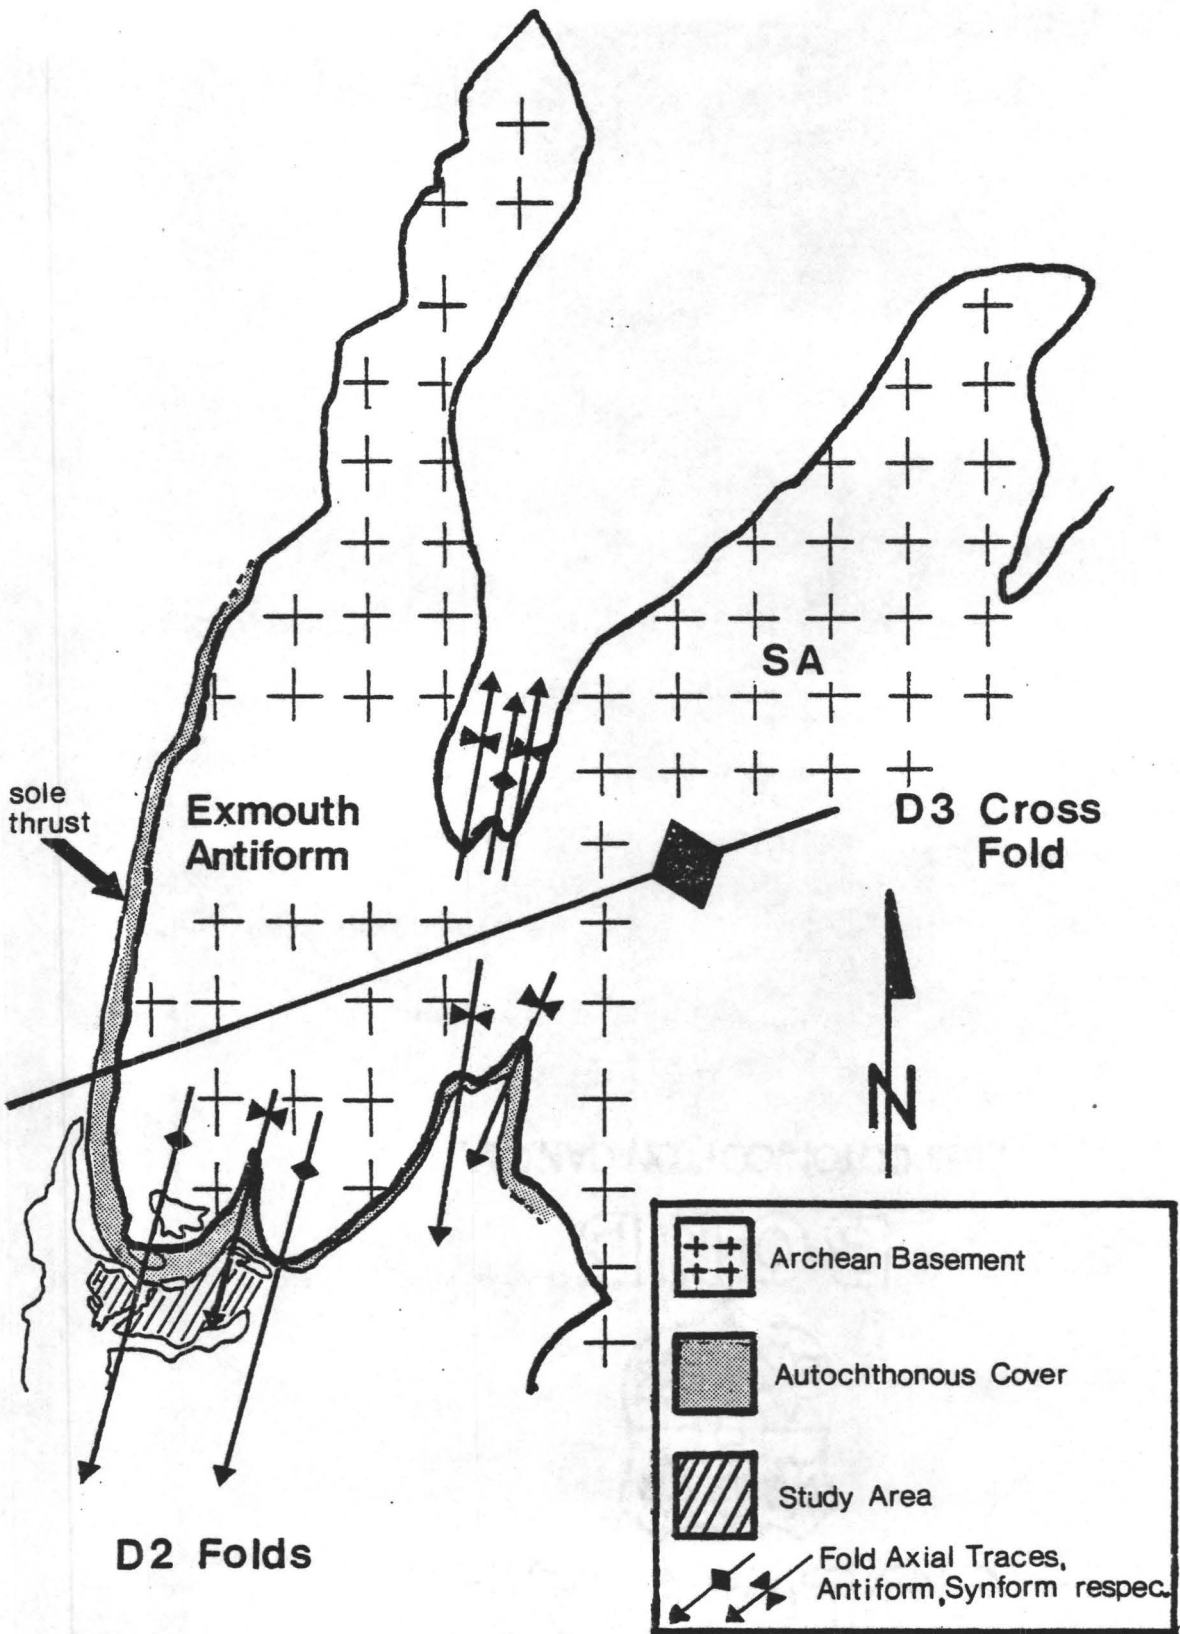 SA
sole
thrust
Exmouth
Antiform
D3 Cross
Fold
N
Archean Basement
Autochthonous Cover
Study Area
Fold Axial Traces,
Antiform,Synform respec.
D2 Folds